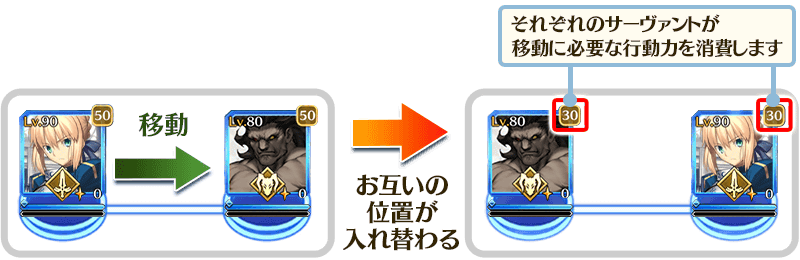 それぞれのサーヴァントが
移動に必要な行動力を消費します
Lv.90
50
0
移動
Lv.80
50
0
お互いの
位置が
入れ替わる
Lv.80
30
0
Lv.90
30
0